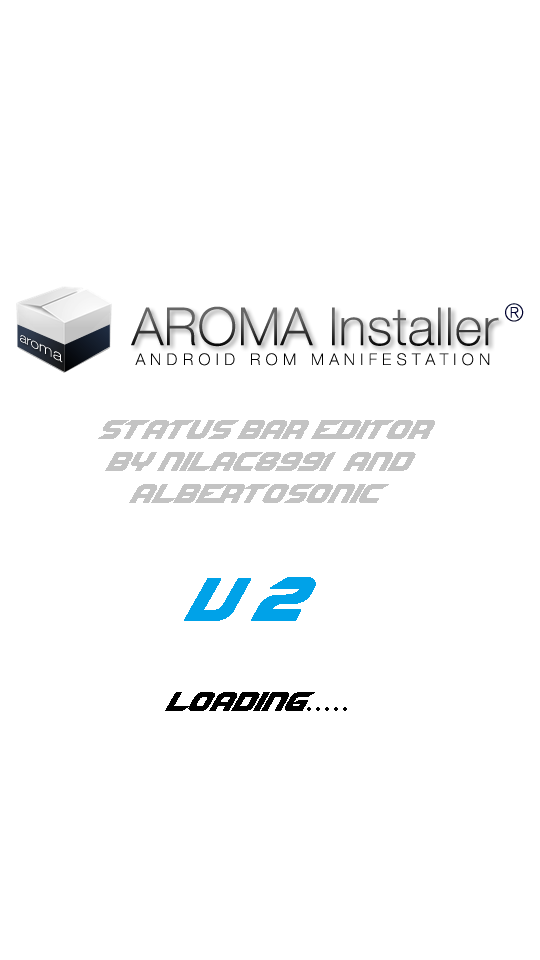 AROMA Installer®
ANDROID ROM MANIFESTATION
aroma
STATUS BAR EDITOR
BY NILAC8991 AND
ALBERTOSONIC
V 2
LOADING.....